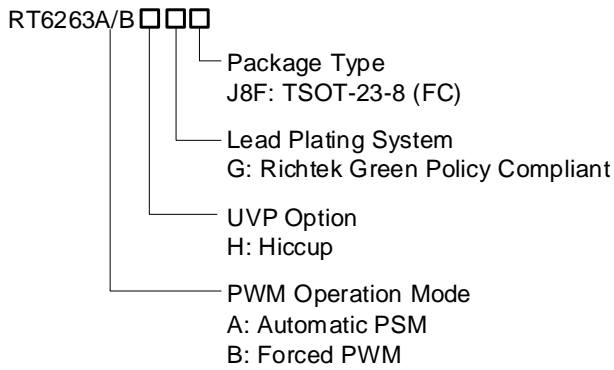 RT6263A/B
Package Type
J8F: TSOT-23-8 (FC)
Lead Plating System
G: Richtek Green Policy Compliant
UVP Option
H: Hiccup
PWM Operation Mode
A: Automatic PSM
B: Forced PWM